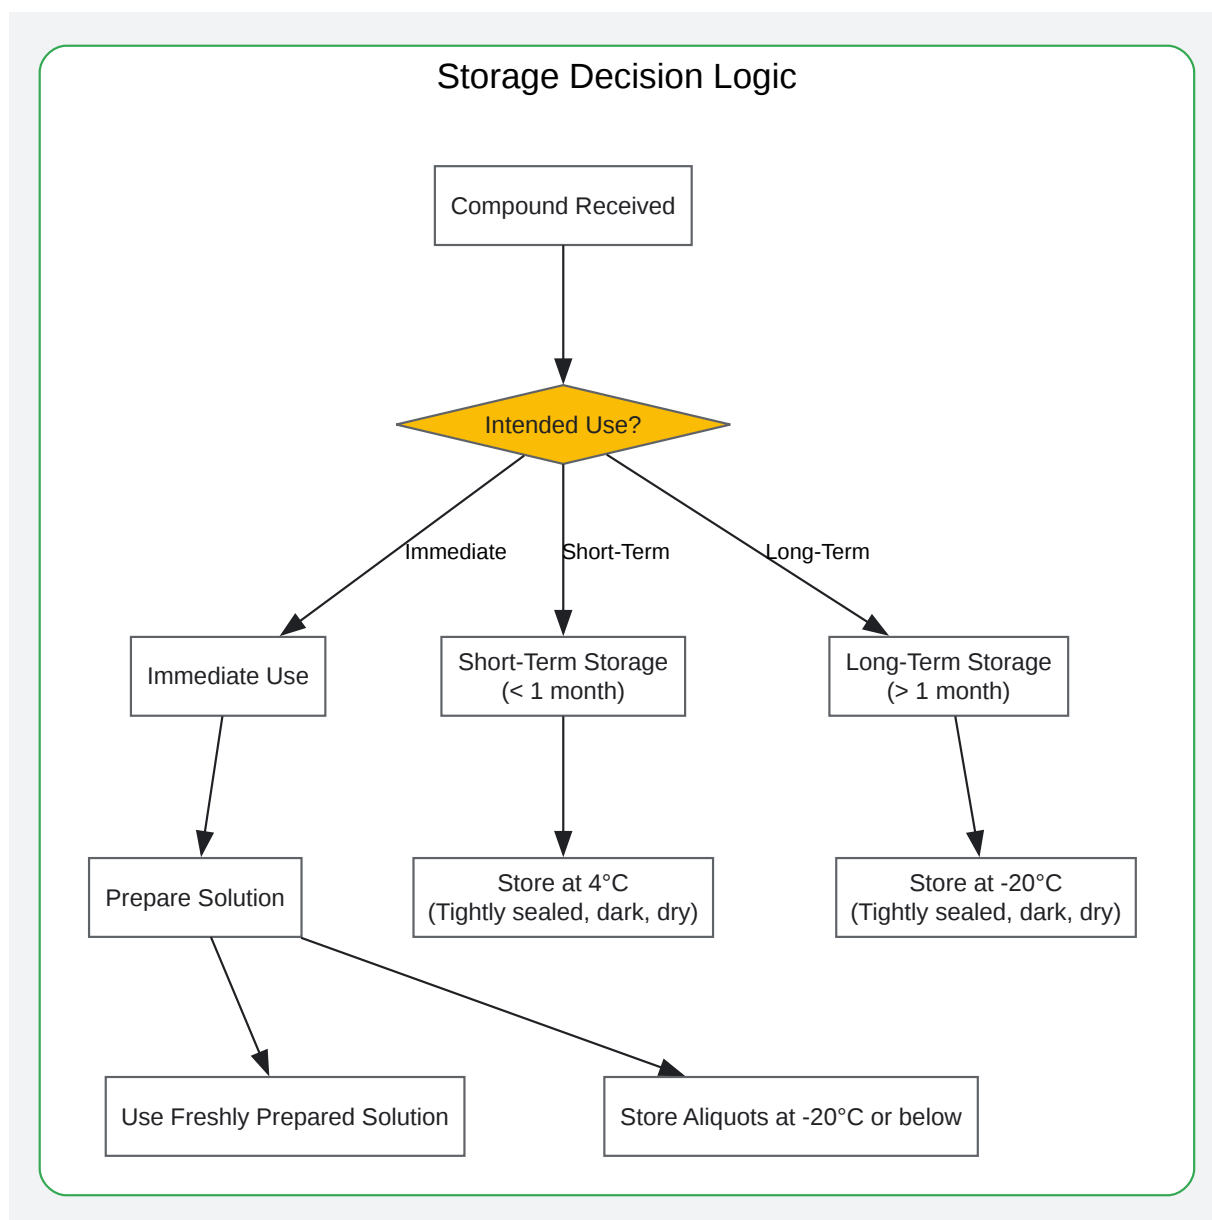 Storage Decision Logic
Compound Received
Intended Use?
Immediate
Short-Term
Long-Term
Immediate Use
Short-Term Storage
(< 1 month)
Long-Term Storage
(> 1 month)
Prepare Solution
Store at 4°C
(Tightly sealed, dark, dry)
Store at -20°C
(Tightly sealed, dark, dry)
Use Freshly Prepared Solution
Store Aliquots at -20°C or below